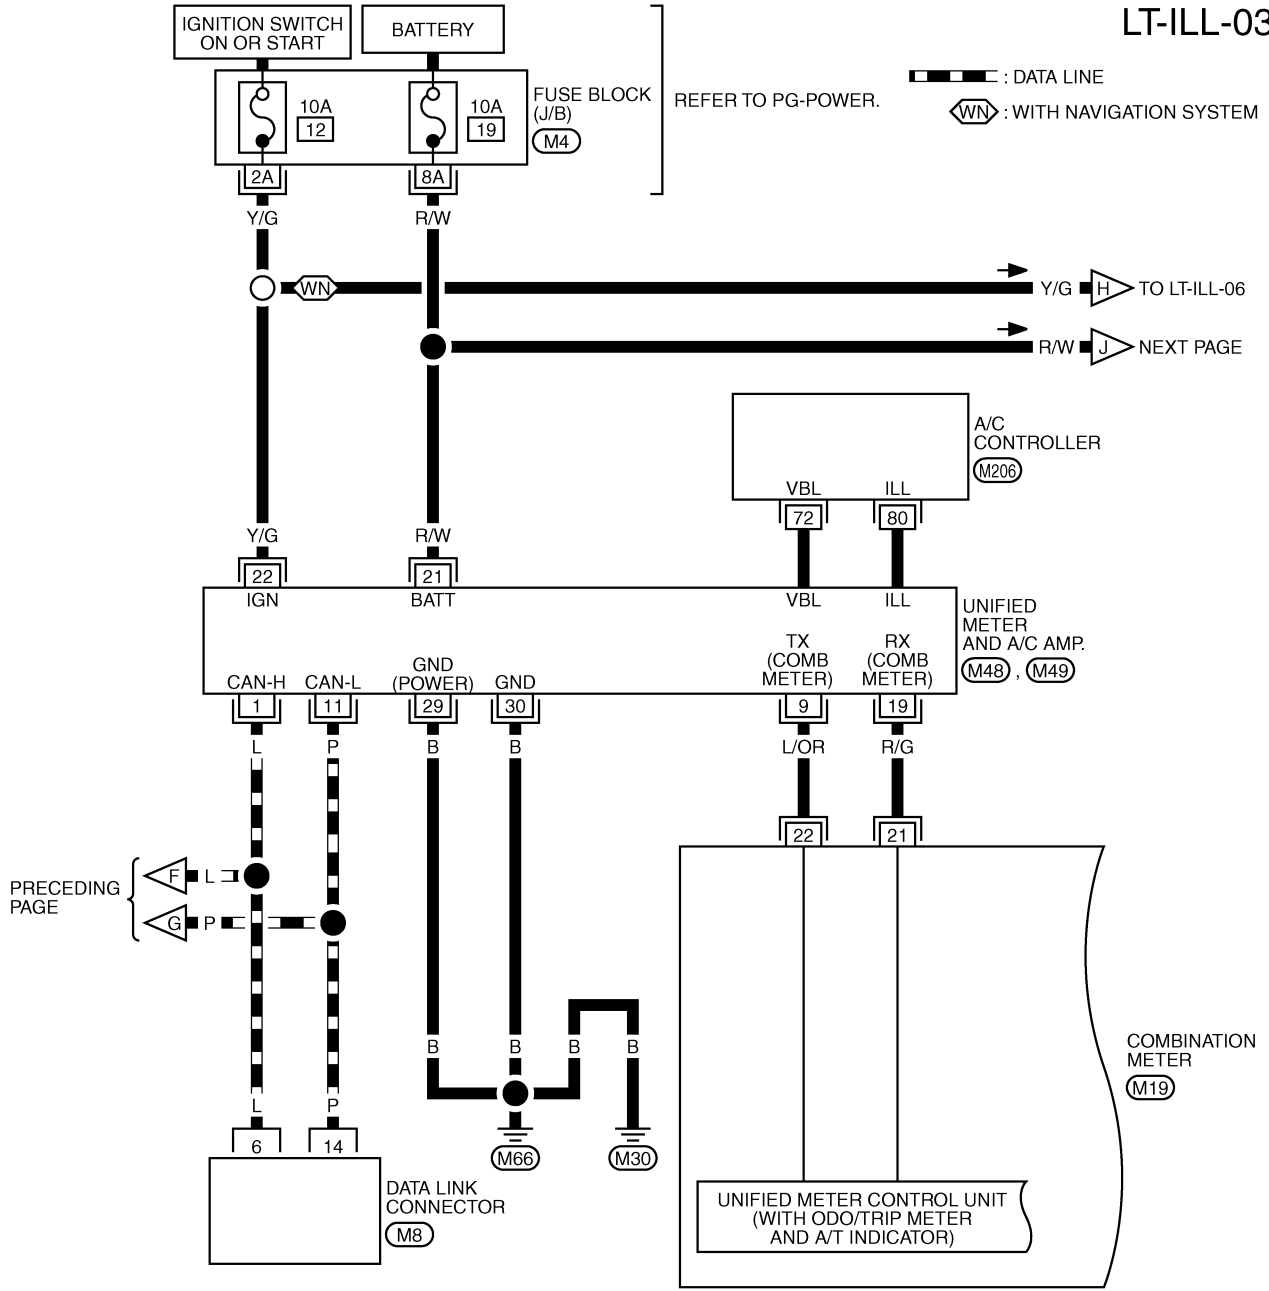 LT-ILL-03
IGNITION SWITCH
ON OR START
BATTERY
: DATA LINE
WN : WITH NAVIGATION SYSTEM
10A
12
10A
19
FUSE BLOCK
(J/B)
M4
REFER TO PG-POWER.
2A
8A
Y/G
R/W
WN
Y/G
H
TO LT-ILL-06
R/W
J
NEXT PAGE
A/C
CONTROLLER
M206
VBL
ILL
72
80
Y/G
R/W
22
21
IGN
BATT
VBL
ILL
UNIFIED
METER
AND A/C AMP.
M48 , M49
TX
(COMB
METER)
RX
(COMB
METER)
CAN-H
CAN-L
GND
(POWER)
GND
1
11
29
30
9
19
L
P
B
B
L/OR
R/G
22
21
PRECEDING
PAGE
F
L
G
P
B
B
B
B
L
P
6
14
M66
M30
DATA LINK
CONNECTOR
M8
COMBINATION
METER
M19
UNIFIED METER CONTROL UNIT
(WITH ODO/TRIP METER
AND A/T INDICATOR)